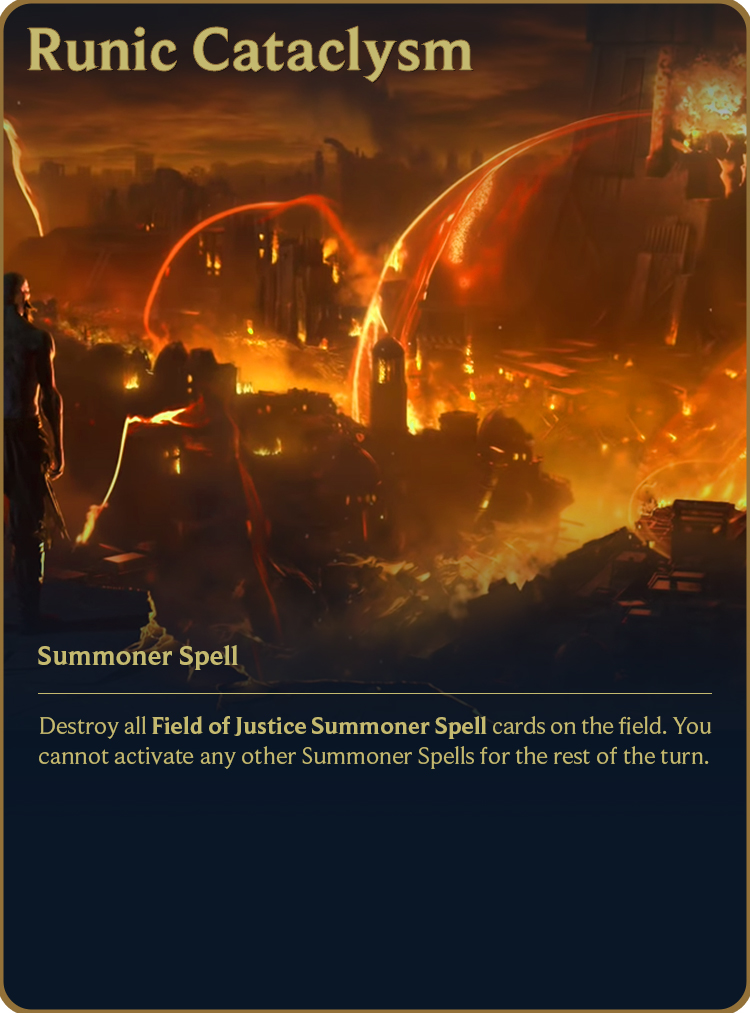 Runic Cataclysm
Summoner Spell
Destroy all Field of Justice Summoner Spell cards on the field. You
cannot activate any other Summoner Spells for the rest of the turn.